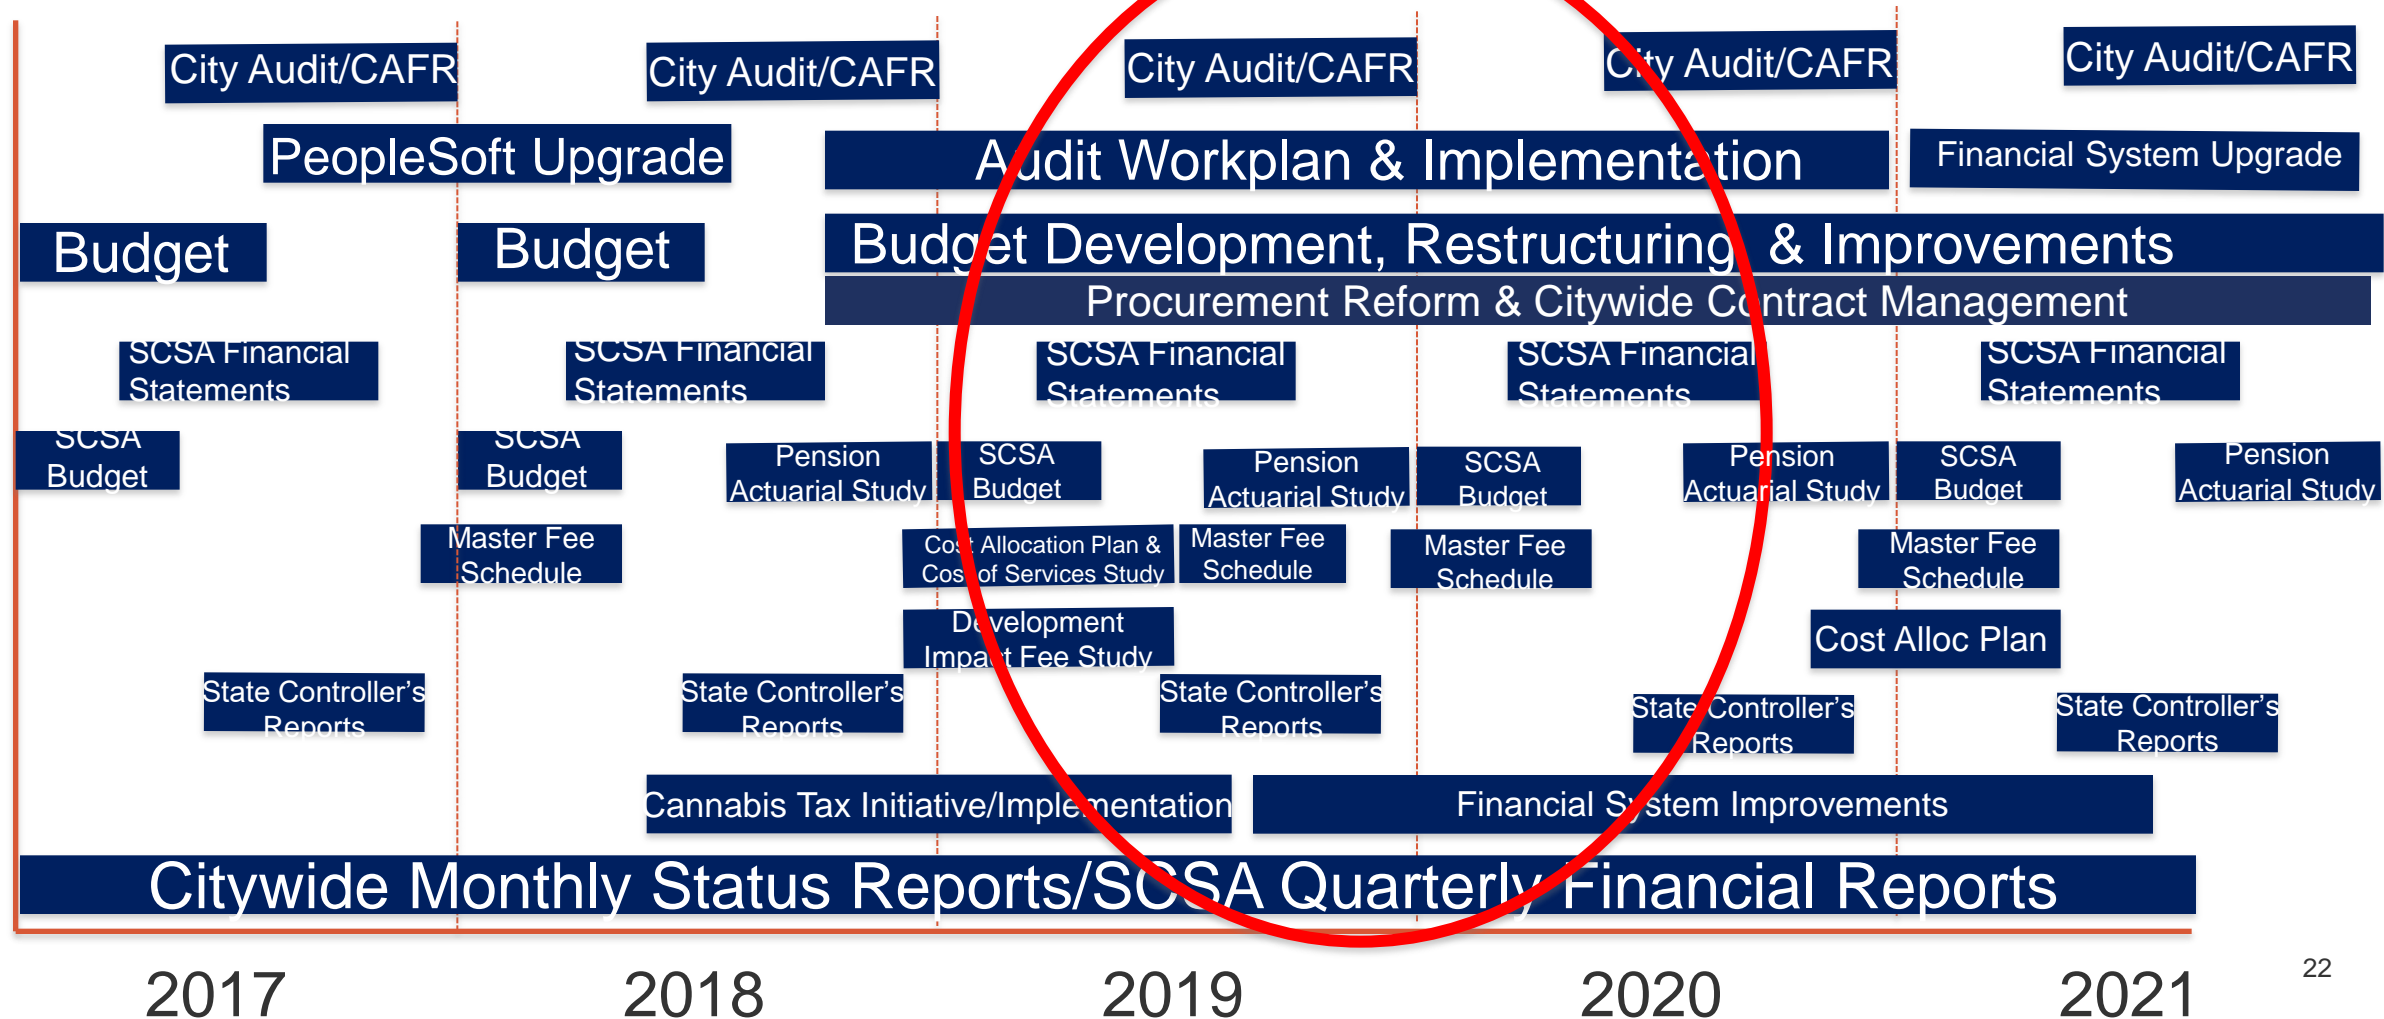 City Audit/CAFR
City Audit/CAFR
City Audit/CAFR
City Audit/CAFR
City Audit/CAFR
PeopleSoft Upgrade
Audit Workplan & Implementation
Financial System Upgrade
Budget
Budget
Budget Development, Restructuring, & Improvements
Procurement Reform & Citywide Contract Management
SCSA Financial
Statements
SCSA Financial
Statements
SCSA Financial
Statements
SCSA Financial
Statements
SCSA Financial
Statements
SCSA
Budget
SCSA
Budget
Pension
Actuarial Study
SCSA
Budget
Pension
Actuarial Study
SCSA
Budget
Pension
Actuarial Study
SCSA
Budget
Pension
Actuarial Study
Master Fee
Schedule
Cost Allocation Plan &
Cost of Services Study
Master Fee
Schedule
Master Fee
Schedule
Master Fee
Schedule
Development
Impact Fee Study
Cost Alloc Plan
State Controller’s
Reports
State Controller’s
Reports
State Controller’s
Reports
State Controller’s
Reports
State Controller’s
Reports
Cannabis Tax Initiative/Implementation
Financial System Improvements
Citywide Monthly Status Reports/SCSA Quarterly Financial Reports
2017
2018
2019
2020
2021
22